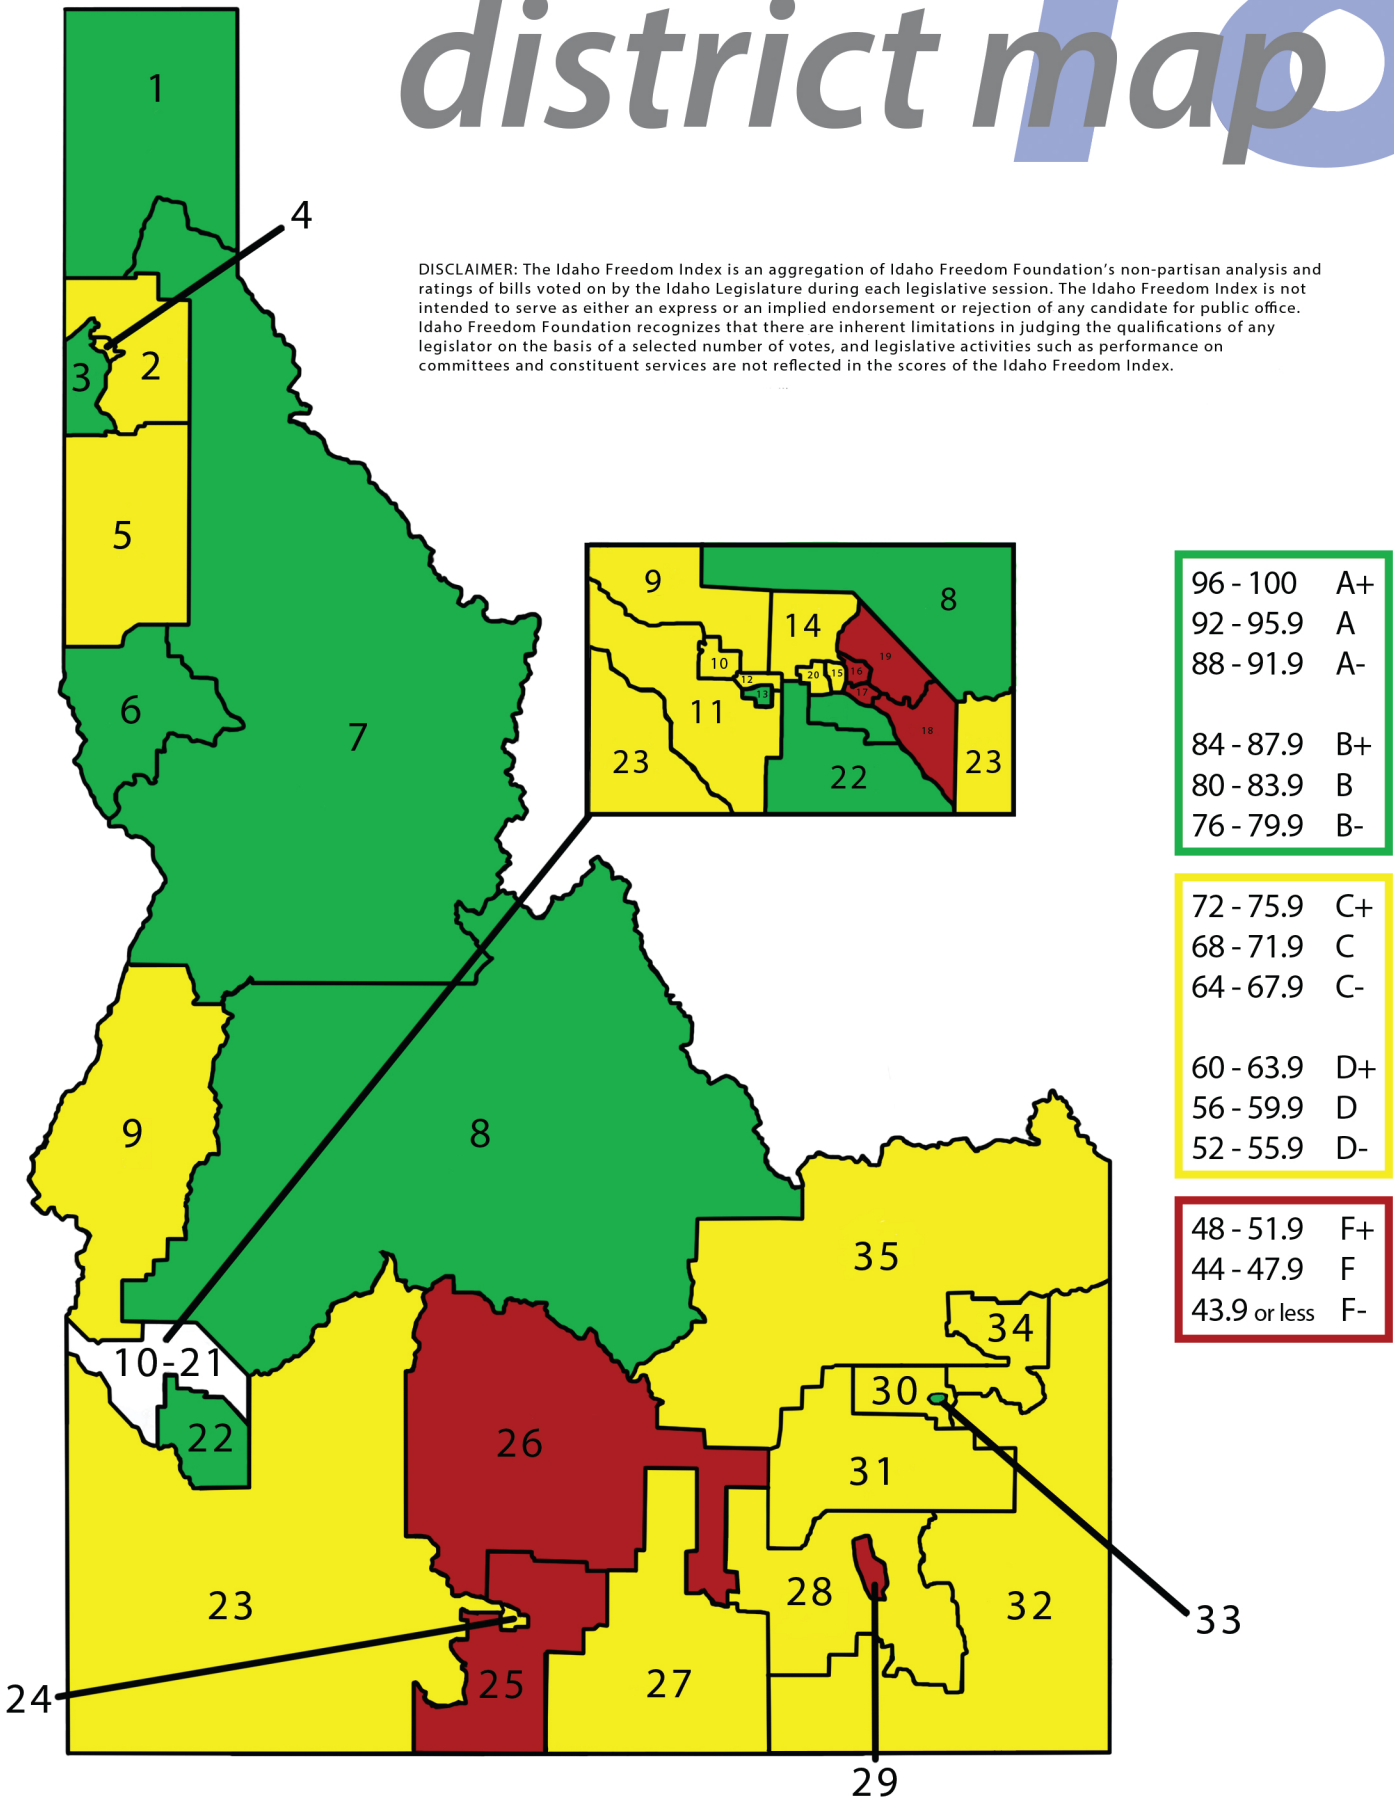 district map
1
4
DISCLAIMER: The Idaho Freedom Index is an aggregation of Idaho Freedom Foundation's non-partisan analysis and
ratings of bills voted on by the Idaho Legislature during each legislative session. The Idaho Freedom Index is not
intended to serve as either an express or an implied endorsement or rejection of any candidate for public office.
Idaho Freedom Foundation recognizes that there are inherent limitations in judging the qualifications of any
legislator on the basis of a selected number of votes, and legislative activities such as performance on
committees and constituent services are not reflected in the scores of the Idaho Freedom Index.
3
2
5
6
7
9
8
14
19
10
16
20
15
12
17
13
11
18
23
22
23
96 - 100 A+
92 - 95.9 A
88 - 91.9 A-
84 - 87.9 B+
80 - 83.9 B
76 - 79.9 B-
72 - 75.9 C+
68 - 71.9 C
64 - 67.9 C-
60 - 63.9 D+
56 - 59.9 D
52 - 55.9 D-
48 - 51.9 F+
44 - 47.9 F
43.9 or less F-
9
8
35
34
10-21
30
22
26
31
28
32
23
33
25
27
24
29